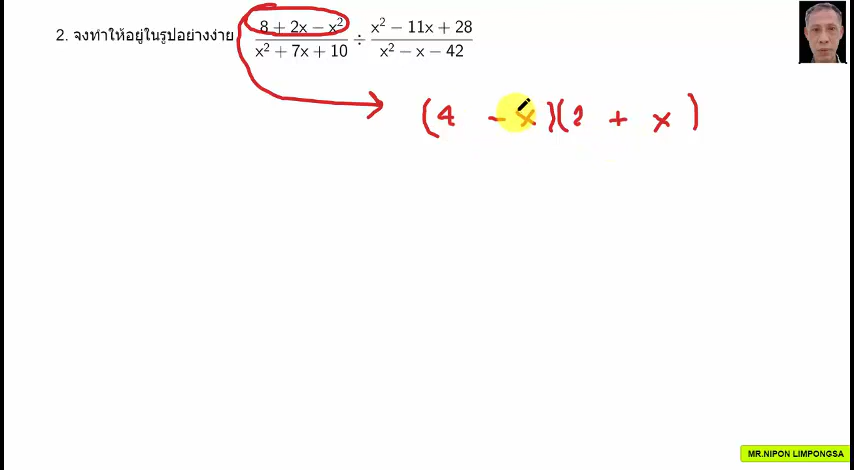 2. จงทำให้อยู่ในรูปอย่างง่าย (8 + 2x − x²)/(x² + 7x + 10) ÷ (x² − 11x + 28)/(x² − x − 42)
(4 - x)(2 + x)
MR.NIPON LIMPONGSA